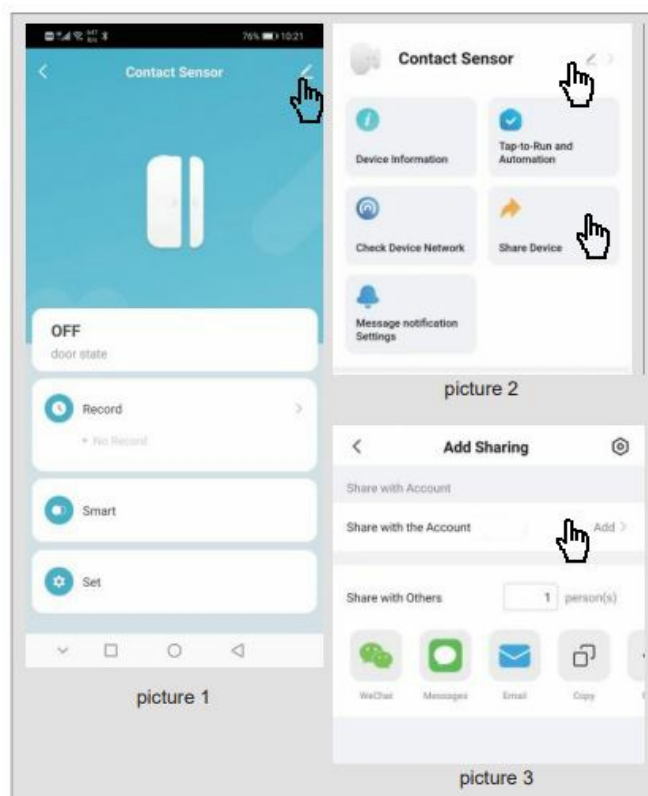 76% 10:21
Contact Sensor
OFF
door state
Record
• No Record
Smart
Set
picture 1
Contact Sensor
Device Information
Tap-to-Run and
Automation
Check Device Network
Share Device
Message notification
Settings
picture 2
Add Sharing
Share with Account
Share with the Account Add
Share with Others 1 person(s)
WeChat Messages Email Copy
picture 3